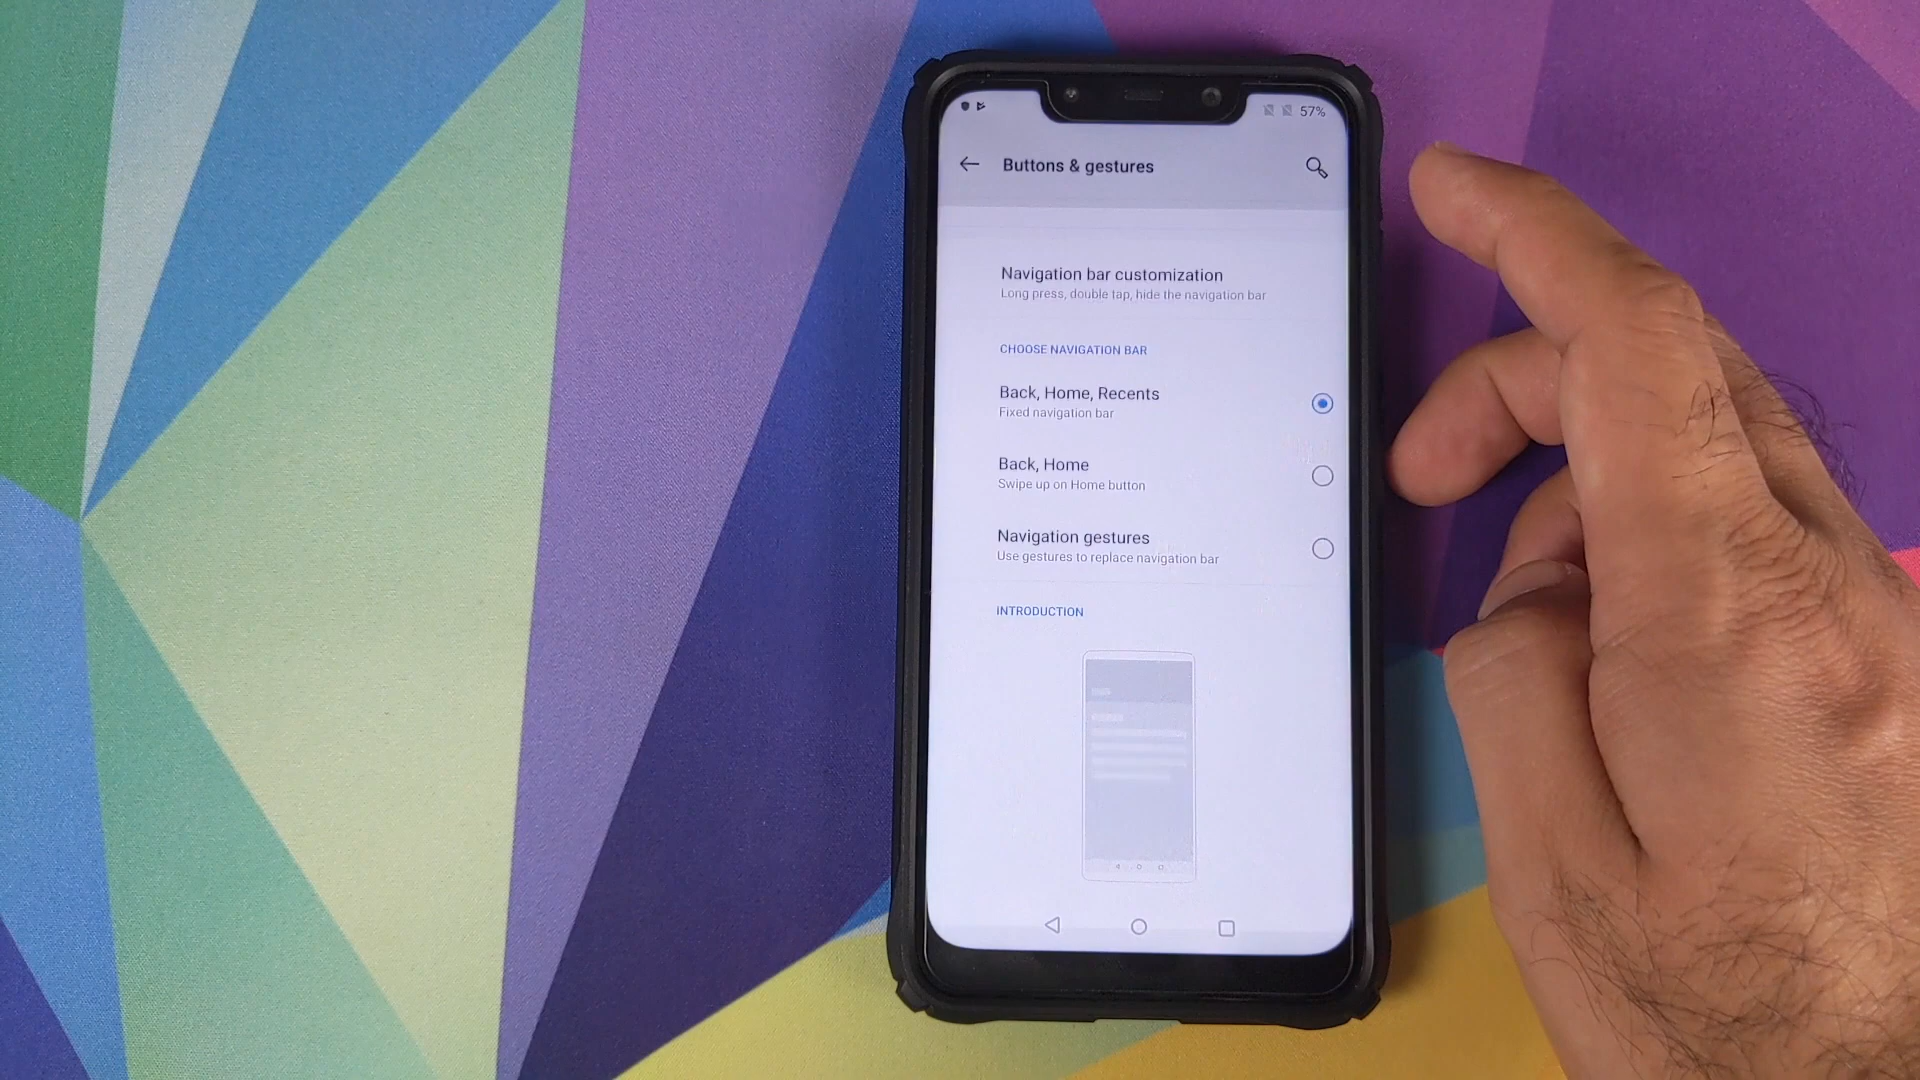 57%
Buttons & gestures
Navigation bar customization
Long press, double tap, hide the navigation bar
CHOOSE NAVIGATION BAR
Back, Home, Recents
Fixed navigation bar
Back, Home
Swipe up on Home button
Navigation gestures
Use gestures to replace navigation bar
INTRODUCTION